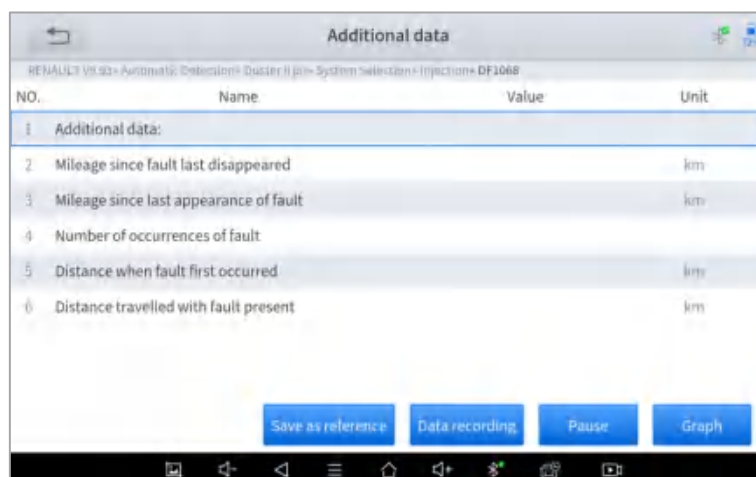 Additional data
RENAULT V9.93> Automatic Detection> Duster II ph> System Selection> Injection> DF1068
NO. Name Value Unit
1 Additional data:
2 Mileage since fault last disappeared km
3 Mileage since last appearance of fault km
4 Number of occurrences of fault
5 Distance when fault first occurred km
6 Distance travelled with fault present km
Save as reference Data recording Pause Graph